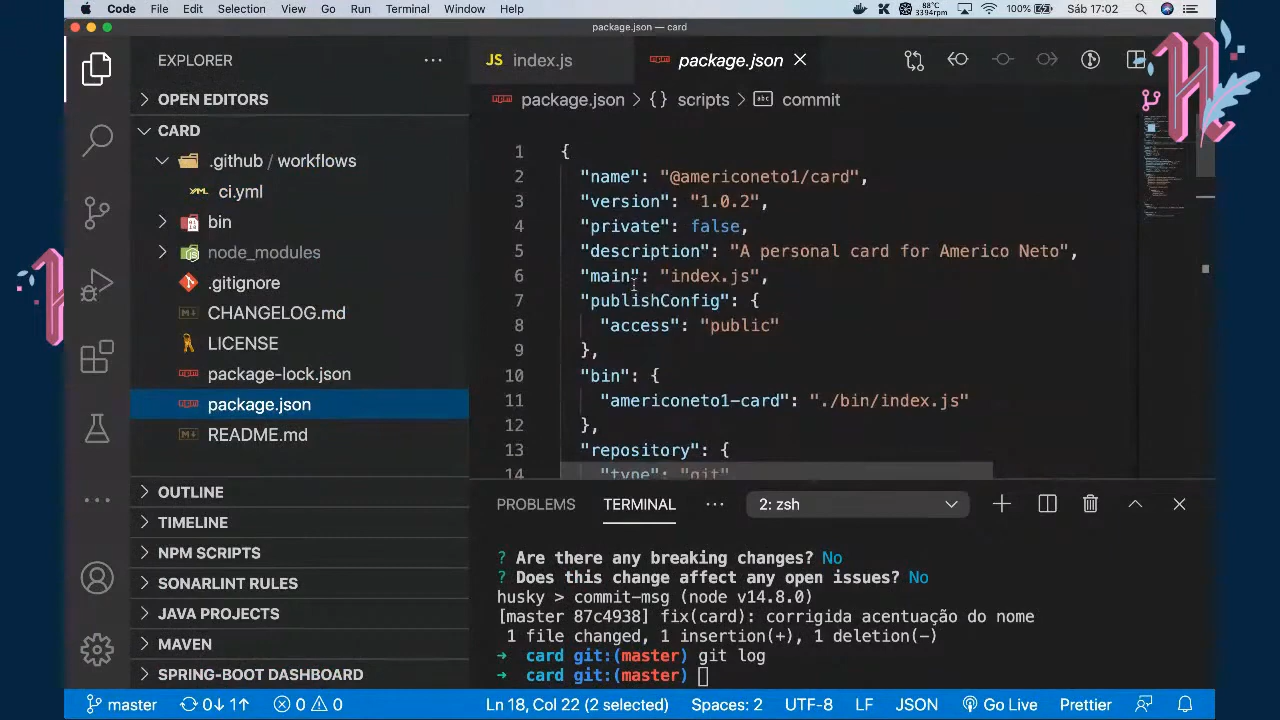 Code File Edit Selection View Go Run Terminal Window Help 88°C 3394rpm 100% Sáb 17:02
package.json — card
EXPLORER
OPEN EDITORS
CARD
.github / workflows
YML ci.yml
bin
node_modules
.gitignore
CHANGELOG.md
LICENSE
package-lock.json
package.json
README.md
OUTLINE
TIMELINE
NPM SCRIPTS
SONARLINT RULES
JAVA PROJECTS
MAVEN
SPRING-BOOT DASHBOARD
JS index.js package.json
package.json > {} scripts > abc commit
1 {
2 "name": "@americoneto1/card",
3 "version": "1.0.2",
4 "private": false,
5 "description": "A personal card for Americo Neto",
6 "main": "index.js",
7 "publishConfig": {
8 "access": "public"
9 },
10 "bin": {
11 "americoneto1-card": "./bin/index.js"
12 },
13 "repository": {
14 "type": "git"
PROBLEMS TERMINAL ··· 2: zsh
? Are there any breaking changes? No
? Does this change affect any open issues? No
husky > commit-msg (node v14.8.0)
[master 87c4938] fix(card): corrigida acentuação do nome
1 file changed, 1 insertion(+), 1 deletion(-)
➜ card git:(master) git log
➜ card git:(master)
master 0↓ 1↑ 0 0 Ln 18, Col 22 (2 selected) Spaces: 2 UTF-8 LF JSON Go Live Prettier